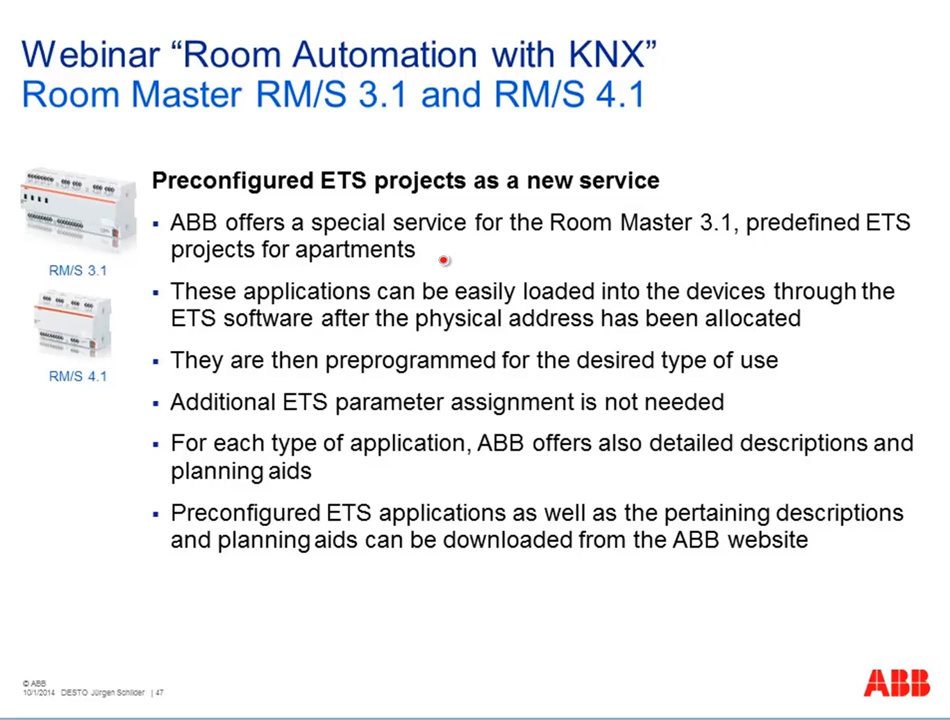 Webinar “Room Automation with KNX”
Room Master RM/S 3.1 and RM/S 4.1
Preconfigured ETS projects as a new service
▪ ABB offers a special service for the Room Master 3.1, predefined ETS
projects for apartments
RM/S 3.1
▪ These applications can be easily loaded into the devices through the
ETS software after the physical address has been allocated
▪ They are then preprogrammed for the desired type of use
RM/S 4.1
▪ Additional ETS parameter assignment is not needed
▪ For each type of application, ABB offers also detailed descriptions and
planning aids
▪ Preconfigured ETS applications as well as the pertaining descriptions
and planning aids can be downloaded from the ABB website
© ABB
10/1/2014 DESTO Jürgen Schilder | 47
ABB